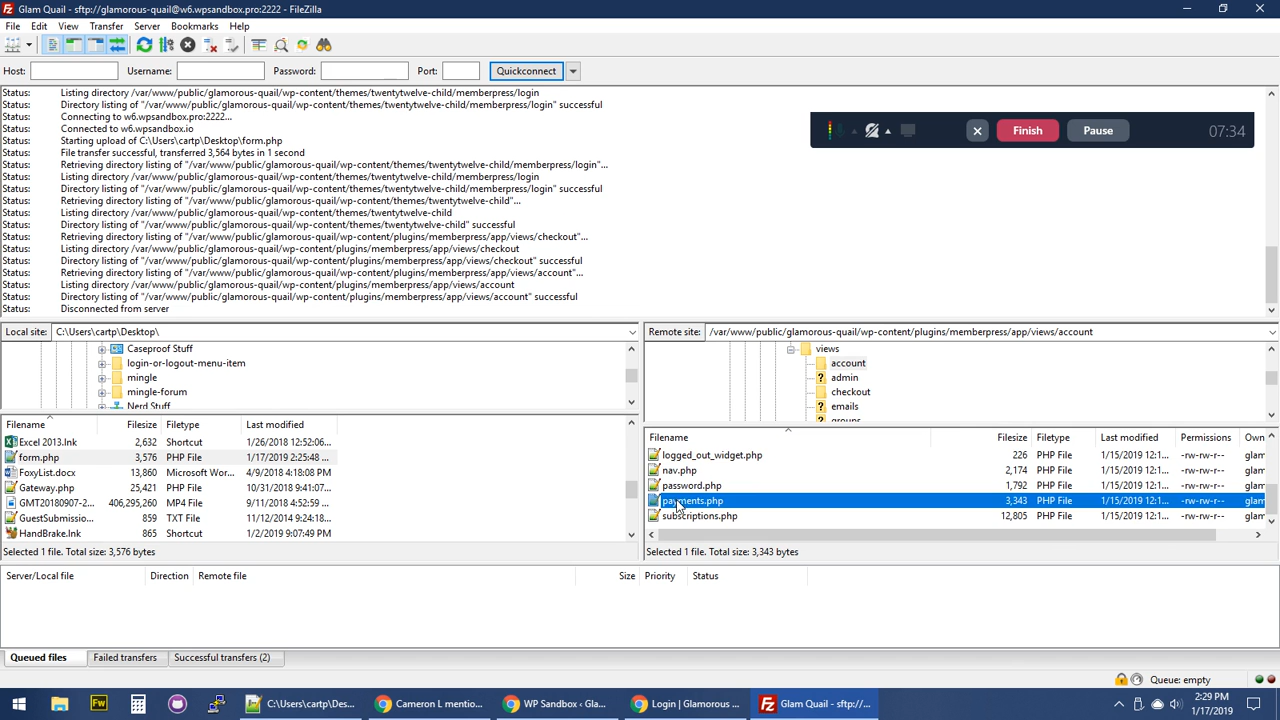 Glam Quail - sftp://glamorous-quail@w6.wpsandbox.pro:2222 - FileZilla
File Edit View Transfer Server Bookmarks Help
Host: Username: Password: Port: Quickconnect
Status: Listing directory /var/www/public/glamorous-quail/wp-content/themes/twentytwelve-child/memberpress/login
Status: Directory listing of "/var/www/public/glamorous-quail/wp-content/themes/twentytwelve-child/memberpress/login" successful
Status: Connecting to w6.wpsandbox.pro:2222...
Status: Connected to w6.wpsandbox.io
Status: Starting upload of C:\Users\cartp\Desktop\form.php
Status: File transfer successful, transferred 3,564 bytes in 1 second
Status: Retrieving directory listing of "/var/www/public/glamorous-quail/wp-content/themes/twentytwelve-child/memberpress/login"...
Status: Listing directory /var/www/public/glamorous-quail/wp-content/themes/twentytwelve-child/memberpress/login
Status: Directory listing of "/var/www/public/glamorous-quail/wp-content/themes/twentytwelve-child/memberpress/login" successful
Status: Retrieving directory listing of "/var/www/public/glamorous-quail/wp-content/themes/twentytwelve-child"...
Status: Listing directory /var/www/public/glamorous-quail/wp-content/themes/twentytwelve-child
Status: Directory listing of "/var/www/public/glamorous-quail/wp-content/themes/twentytwelve-child" successful
Status: Retrieving directory listing of "/var/www/public/glamorous-quail/wp-content/plugins/memberpress/app/views/checkout"...
Status: Listing directory /var/www/public/glamorous-quail/wp-content/plugins/memberpress/app/views/checkout
Status: Directory listing of "/var/www/public/glamorous-quail/wp-content/plugins/memberpress/app/views/checkout" successful
Status: Retrieving directory listing of "/var/www/public/glamorous-quail/wp-content/plugins/memberpress/app/views/account"...
Status: Listing directory /var/www/public/glamorous-quail/wp-content/plugins/memberpress/app/views/account
Status: Directory listing of "/var/www/public/glamorous-quail/wp-content/plugins/memberpress/app/views/account" successful
Status: Disconnected from server
Finish Pause 07:34
Local site: C:\Users\cartp\Desktop\
Caseproof Stuff
login-or-logout-menu-item
mingle
mingle-forum
Nerd Stuff
Filename Filesize Filetype Last modified
Excel 2013.lnk 2,632 Shortcut 1/26/2018 12:52:06...
form.php 3,576 PHP File 1/17/2019 2:25:48 ...
FoxyList.docx 13,860 Microsoft Wor... 4/9/2018 4:18:08 PM
Gateway.php 25,421 PHP File 10/31/2018 9:41:07...
GMT20180907-2... 406,295,260 MP4 File 9/11/2018 4:52:59 ...
GuestSubmissio... 859 TXT File 11/12/2014 9:24:18...
HandBrake.lnk 865 Shortcut 1/2/2019 9:07:49 PM
Selected 1 file. Total size: 3,576 bytes
Remote site: /var/www/public/glamorous-quail/wp-content/plugins/memberpress/app/views/account
views
account
admin
checkout
emails
groups
Filename Filesize Filetype Last modified Permissions Own
logged_out_widget.php 226 PHP File 1/15/2019 12:1... -rw-rw-r-- glam
nav.php 2,174 PHP File 1/15/2019 12:1... -rw-rw-r-- glam
password.php 1,792 PHP File 1/15/2019 12:1... -rw-rw-r-- glam
payments.php 3,343 PHP File 1/15/2019 12:1... -rw-rw-r-- glam
subscriptions.php 12,805 PHP File 1/15/2019 12:1... -rw-rw-r-- glam
Selected 1 file. Total size: 3,343 bytes
Server/Local file Direction Remote file Size Priority Status
Queued files Failed transfers Successful transfers (2)
Queue: empty
Fw C:\Users\cartp\Des... Cameron L mentio... WP Sandbox ‹ Gla... Login | Glamorous ... Glam Quail - sftp://... 2:29 PM
1/17/2019